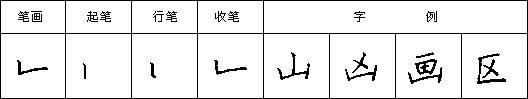 笔画 起笔 行笔 收笔 字 例
𠃊 山 凶 画 区